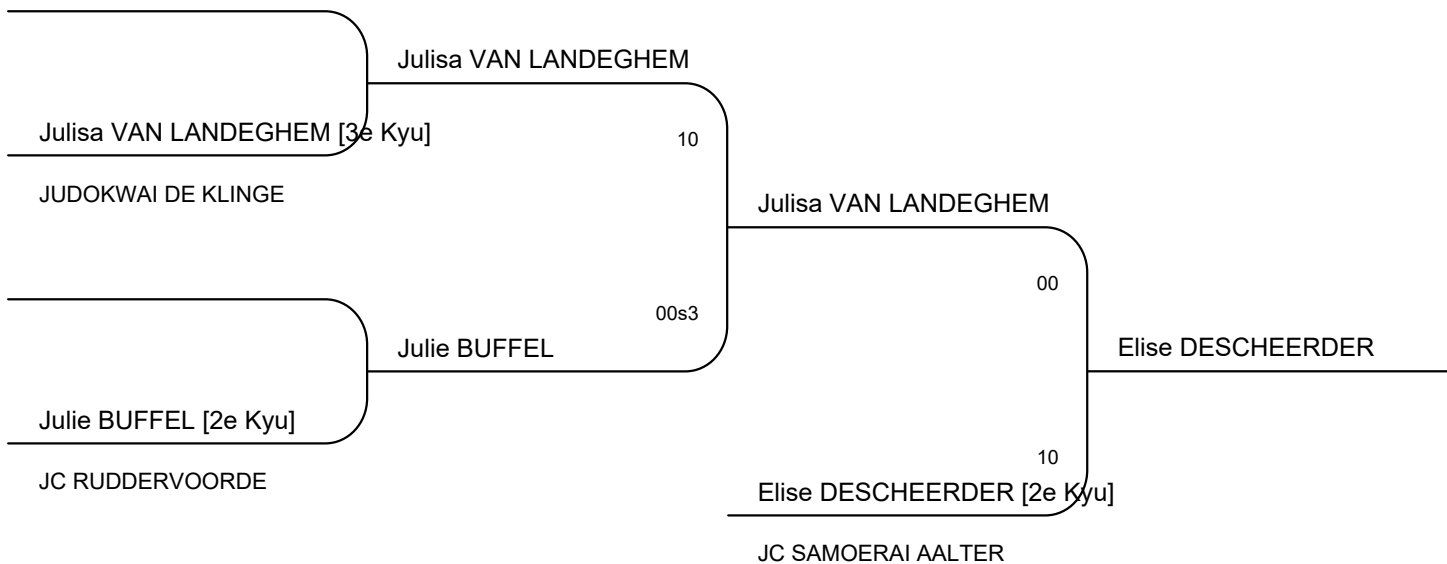 Julisa VAN LANDEGHEM
Julisa VAN LANDEGHEM [3e Kyu]
10
JUDOKWAI DE KLINGE
Julisa VAN LANDEGHEM
00
00s3
Julie BUFFEL
Elise DESCHEERDER
Julie BUFFEL [2e Kyu]
10
JC RUDDERVOORDE
Elise DESCHEERDER [2e Kyu]
JC SAMOERAI AALTER